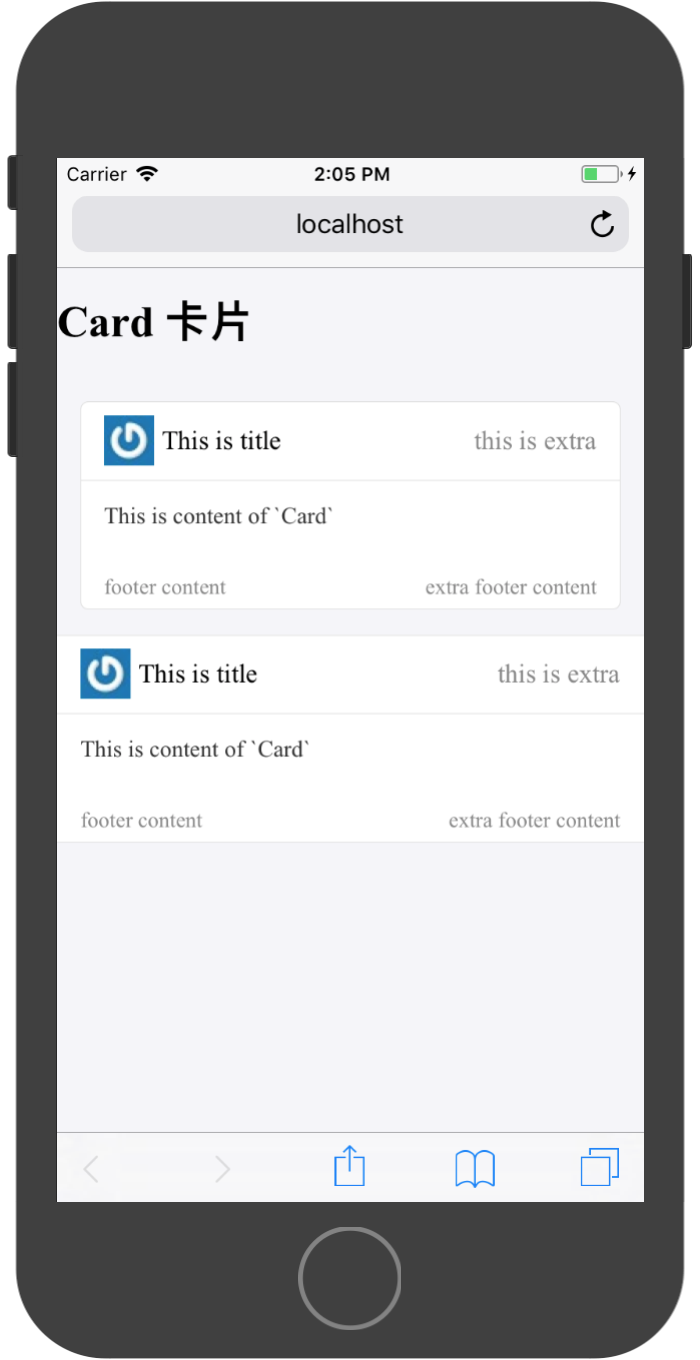 Carrier 2:05 PM
localhost
Card 卡片
This is title this is extra
This is content of `Card`
footer content extra footer content
This is title this is extra
This is content of `Card`
footer content extra footer content